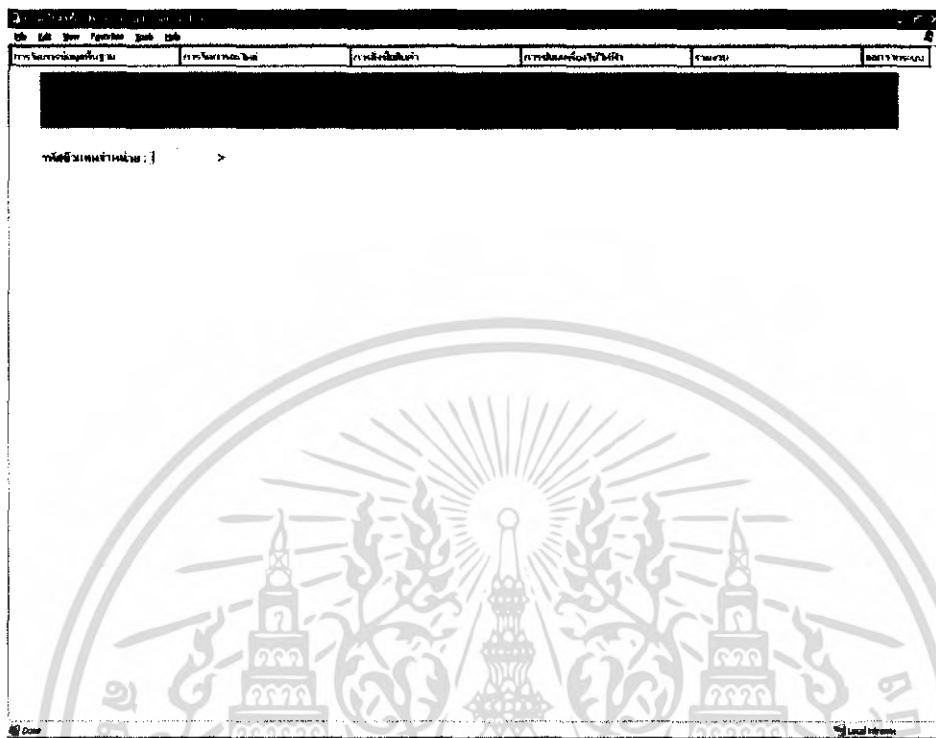 File Edit View Favorites Tools Help
การจัดการข้อมูลพื้นฐาน การจัดการอะไหล่ การสั่งซื้อสินค้า การซ่อมเครื่องใช้ไฟฟ้า รายงาน ออกจากระบบ
รหัสตัวแทนจำหน่าย : >
Done Local intranet